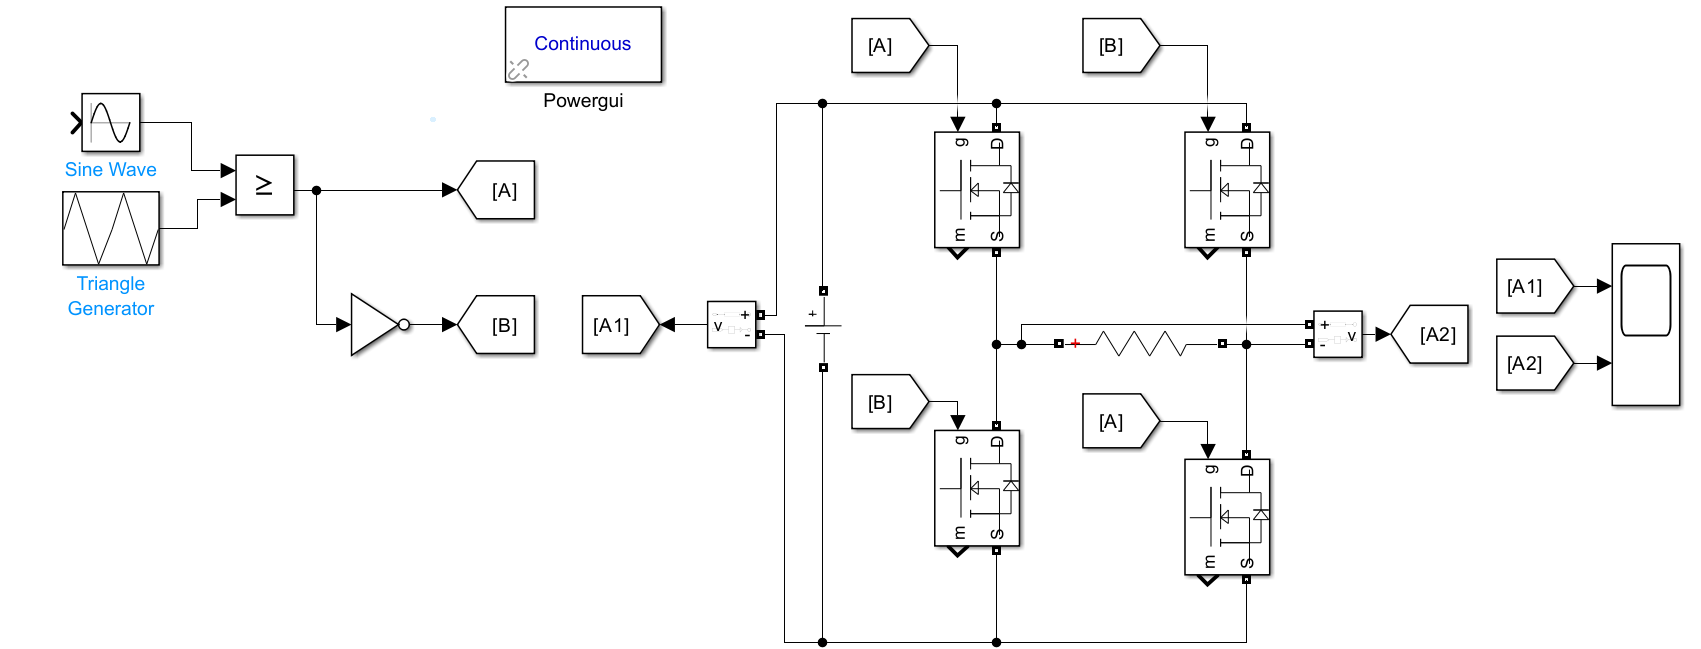 Continuous
Powergui
[A]
[B]
Sine Wave
≥
[A]
Triangle
Generator
[B]
[A1]
v
+
-
+
g
D
m
S
g
D
m
S
+
+
-
v
[A2]
[A1]
[A2]
[B]
[A]
g
D
m
S
g
D
m
S